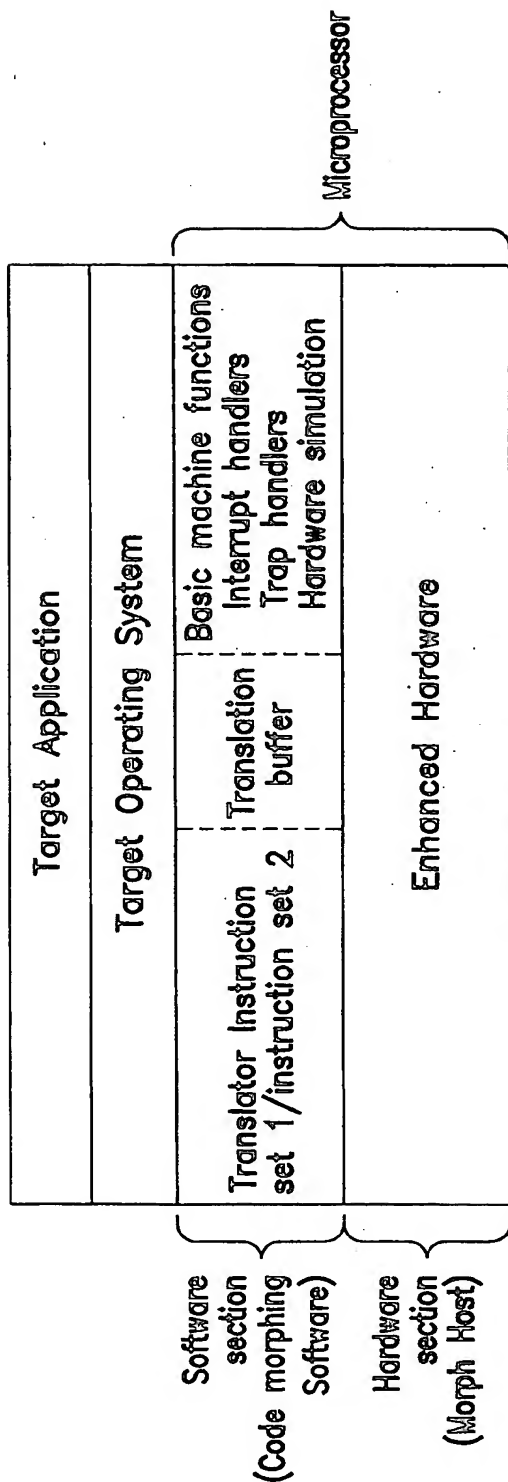 Target Application
Target Operating System
Software
section
(Code morphing
Software)
Translator Instruction
set 1/instruction set 2
Translation
buffer
Basic machine functions
Interrupt handlers
Trap handlers
Hardware simulation
Microprocessor
Hardware
section
(Morph Host)
Enhanced Hardware